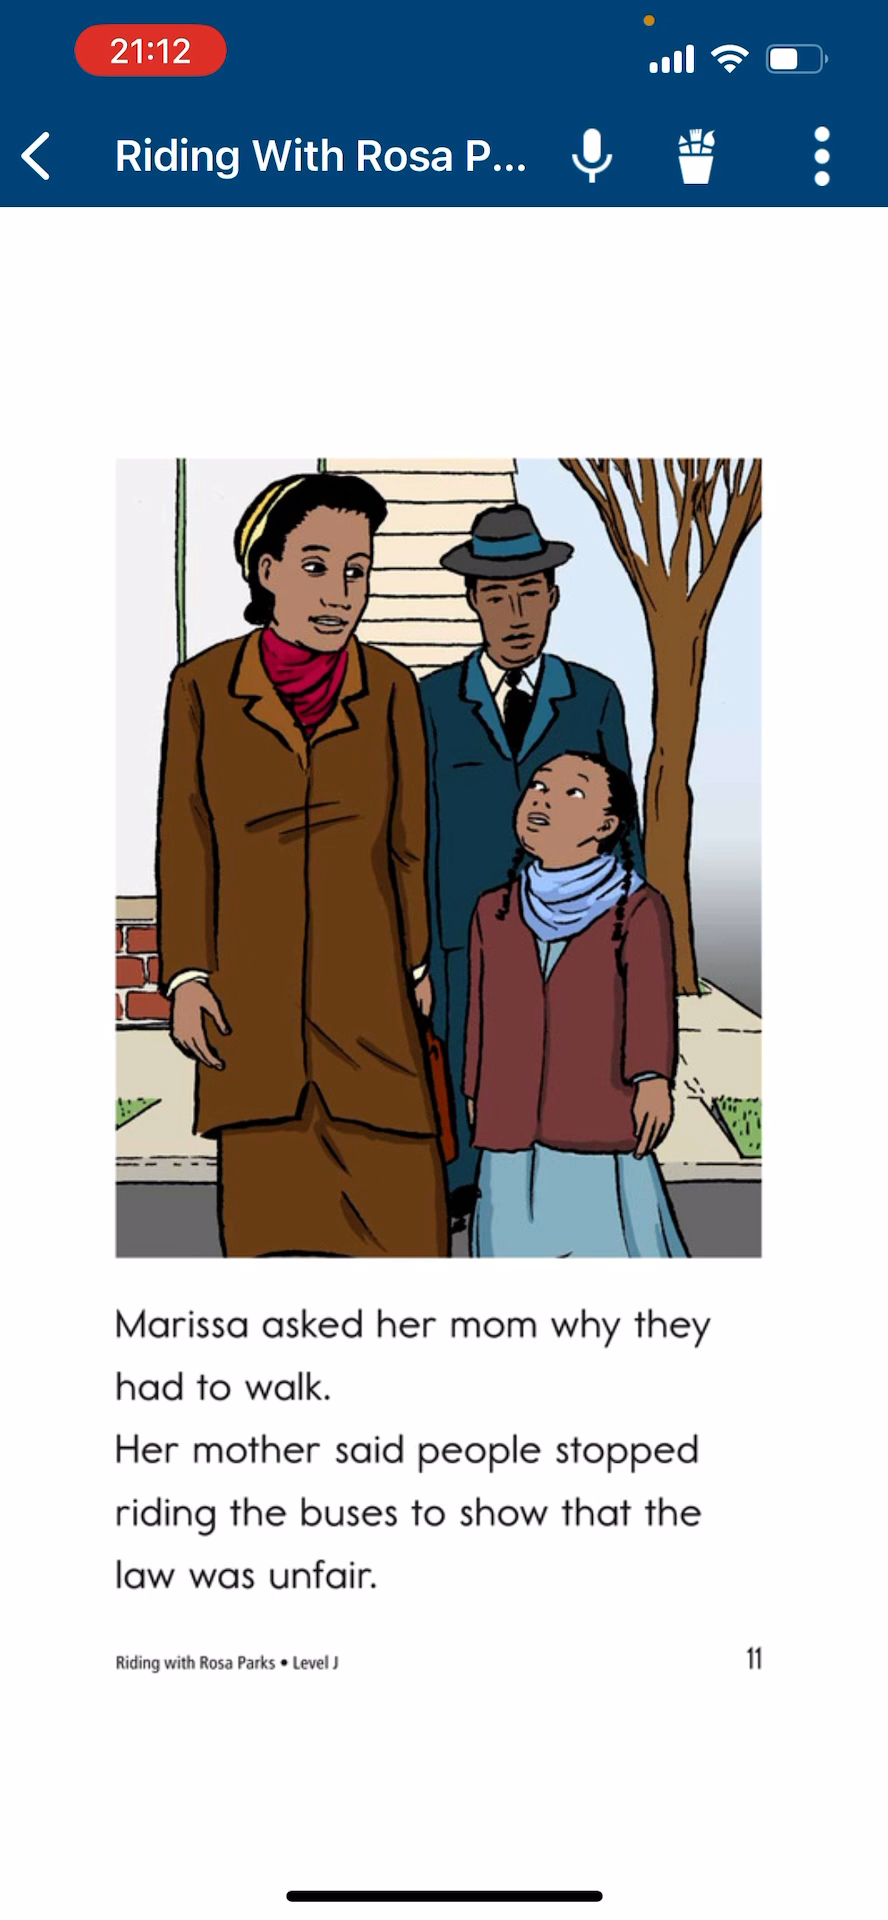 21:12
Riding With Rosa P...
Marissa asked her mom why they
had to walk.
Her mother said people stopped
riding the buses to show that the
law was unfair.
Riding with Rosa Parks • Level J
11